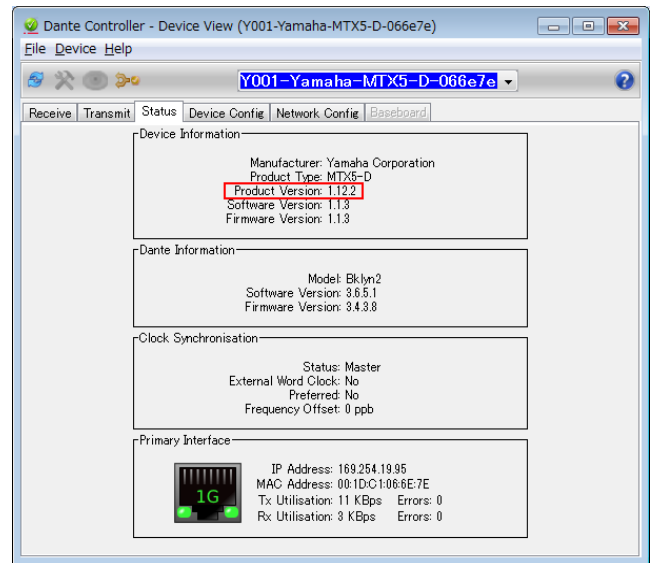 Dante Controller - Device View (Y001-Yamaha-MTX5-D-066e7e)
File Device Help
Y001-Yamaha-MTX5-D-066e7e
Receive Transmit Status Device Config Network Config Baseboard
Device Information
Manufacturer: Yamaha Corporation
Product Type: MTX5-D
Product Version: 1.12.2
Software Version: 1.1.3
Firmware Version: 1.1.3
Dante Information
Model: Bklyn2
Software Version: 3.6.5.1
Firmware Version: 3.4.3.8
Clock Synchronisation
Status: Master
External Word Clock: No
Preferred: No
Frequency Offset: 0 ppb
Primary Interface
1G
IP Address: 169.254.19.95
MAC Address: 00:1D:C1:06:6E:7E
Tx Utilisation: 11 KBps Errors: 0
Rx Utilisation: 3 KBps Errors: 0